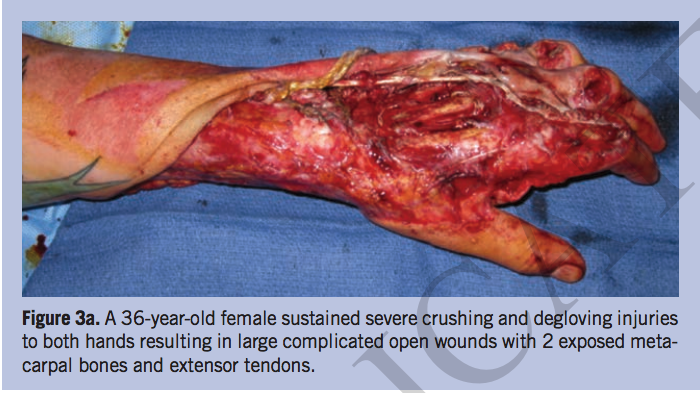 Figure 3a. A 36-year-old female sustained severe crushing and degloving injuries
to both hands resulting in large complicated open wounds with 2 exposed meta-
carpal bones and extensor tendons.